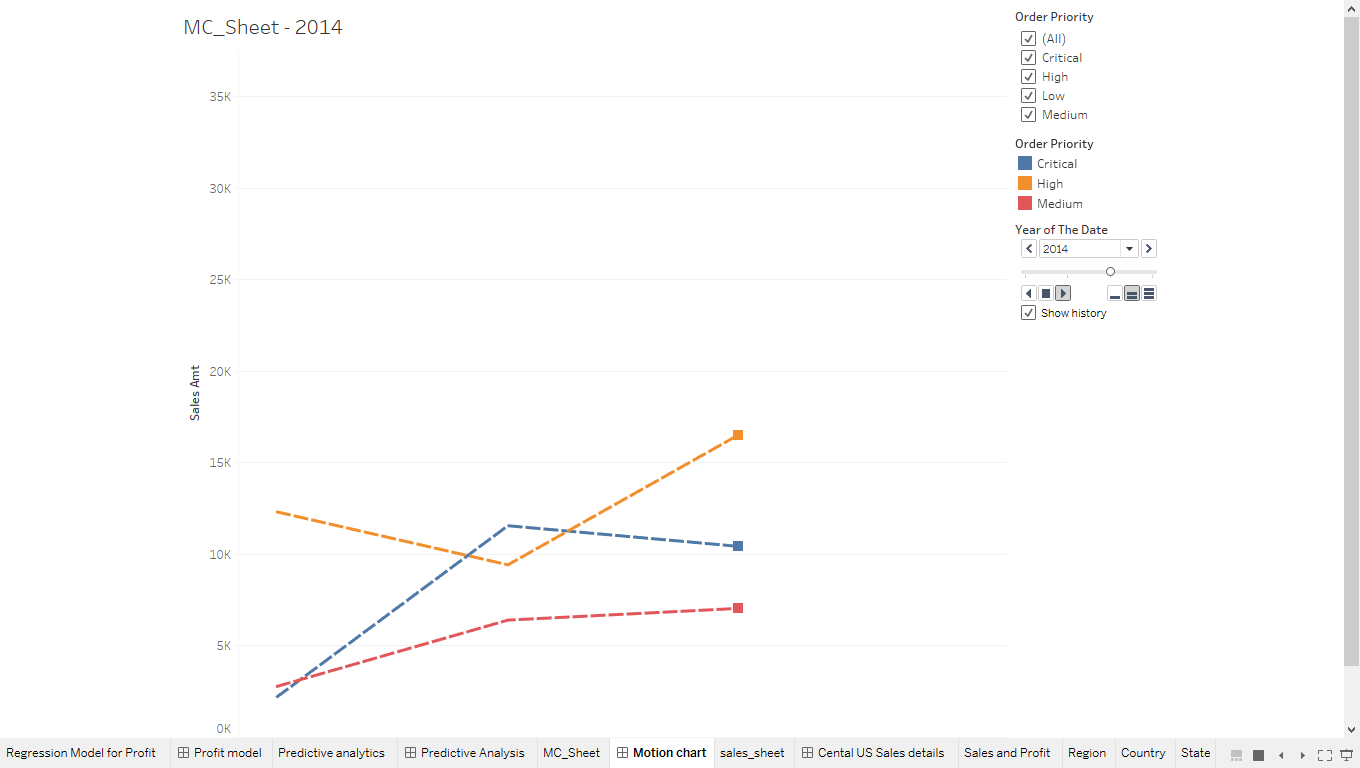 MC_Sheet - 2014
35K
30K
25K
20K
15K
10K
5K
0K
Sales Amt
Order Priority
(All)
Critical
High
Low
Medium
Order Priority
Critical
High
Medium
Year of The Date
2014
Show history
Regression Model for Profit Profit model Predictive analytics Predictive Analysis MC_Sheet Motion chart sales_sheet Cental US Sales details Sales and Profit Region Country State